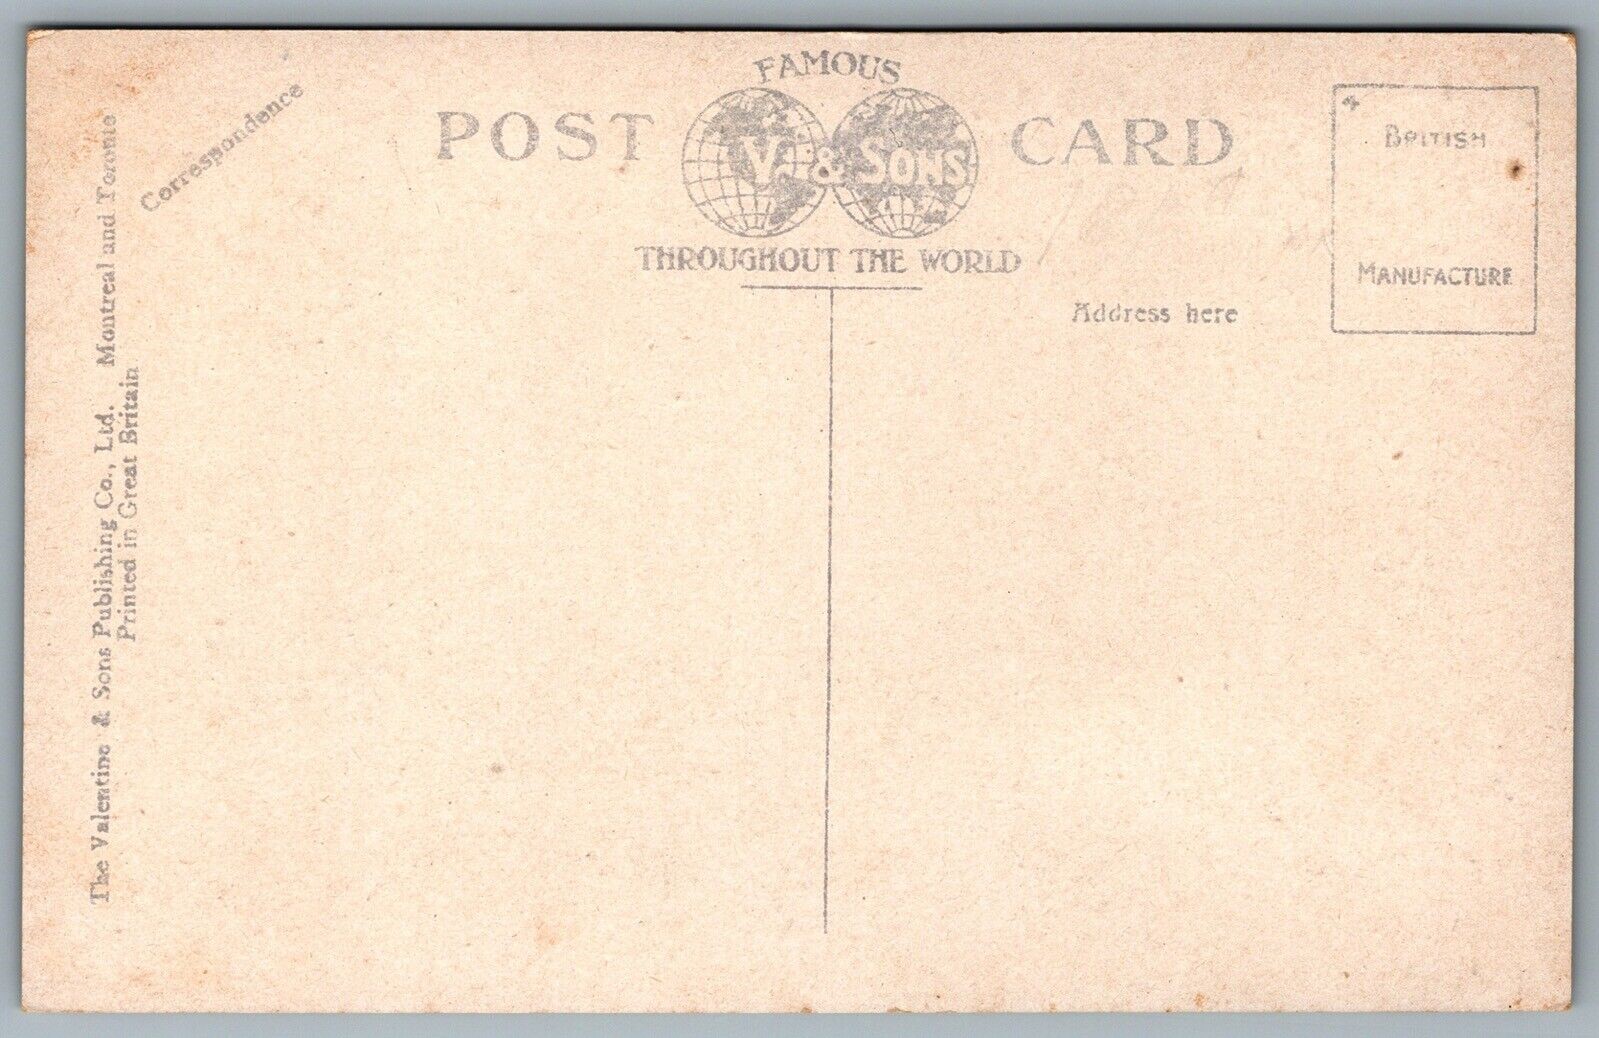 FAMOUS
POST V. & SONS CARD
THROUGHOUT THE WORLD
BRITISH
MANUFACTURE
Address here
Correspondence
The Valentine & Sons Publishing Co., Ltd. Montreal and Toronto
Printed in Great Britain